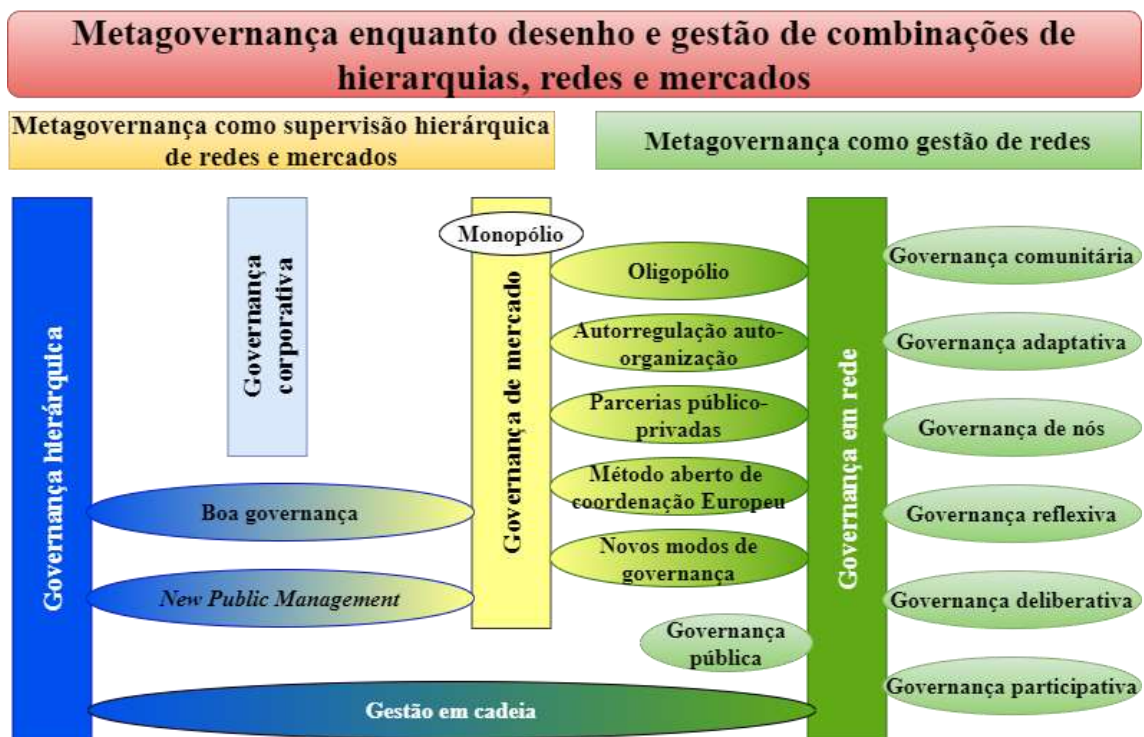 Metagovernança enquanto desenho e gestão de combinações de
hierarquias, redes e mercados
Metagovernança como supervisão hierárquica
de redes e mercados
Metagovernança como gestão de redes
Governança hierárquica
Governança
corporativa
Governança de mercado
Monopólio
Oligopólio
Autorregulação auto-
organização
Parcerias público-
privadas
Método aberto de
coordenação Europeu
Novos modos de
governança
Governança
pública
Boa governança
New Public Management
Gestão em cadeia
Governança em rede
Governança comunitária
Governança adaptativa
Governança de nós
Governança reflexiva
Governança deliberativa
Governança participativa